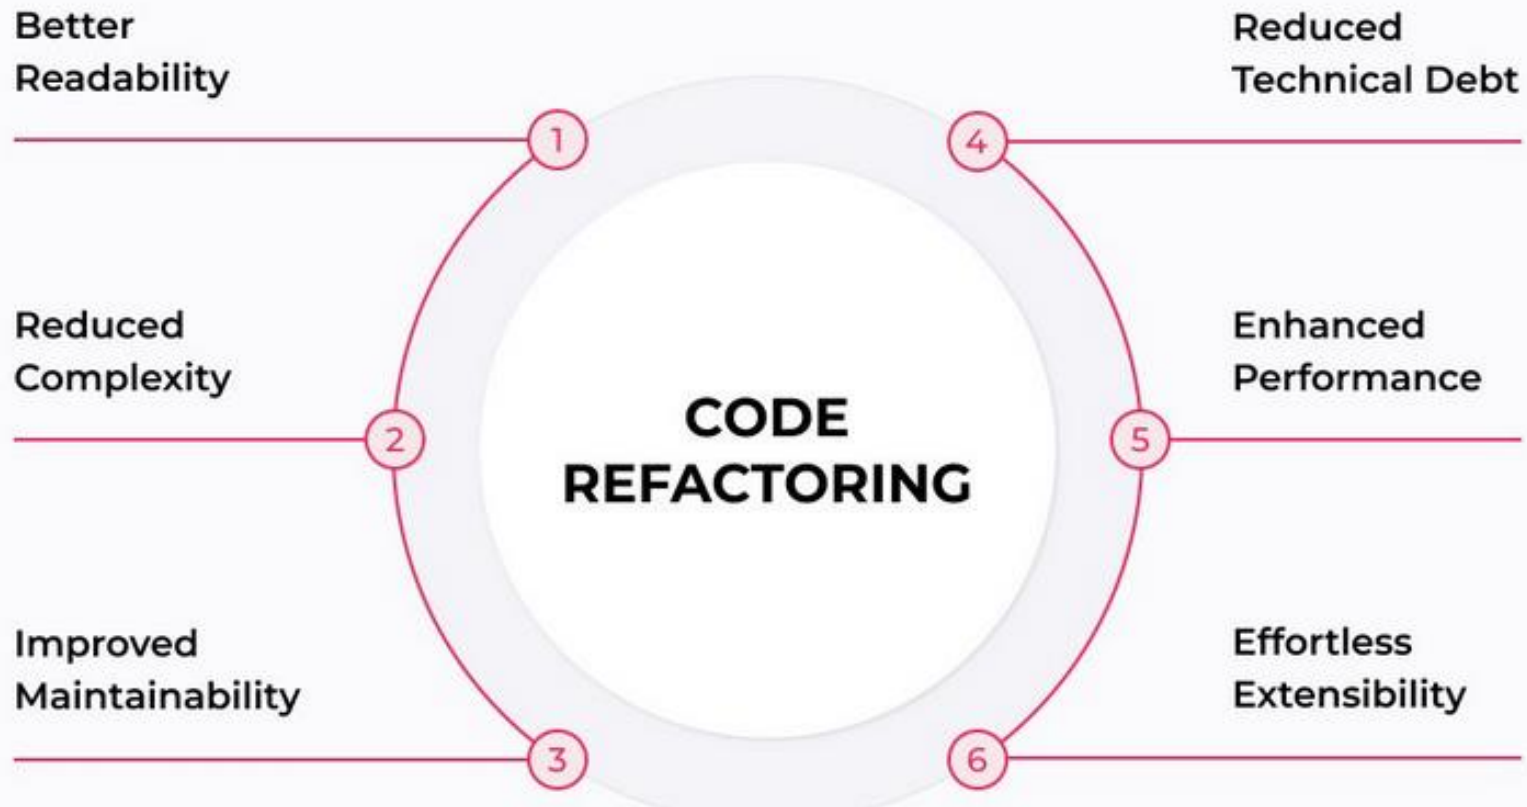 Better
Readability
1
Reduced
Complexity
2
Improved
Maintainability
3
CODE
REFACTORING
Reduced
Technical Debt
4
Enhanced
Performance
5
Effortless
Extensibility
6